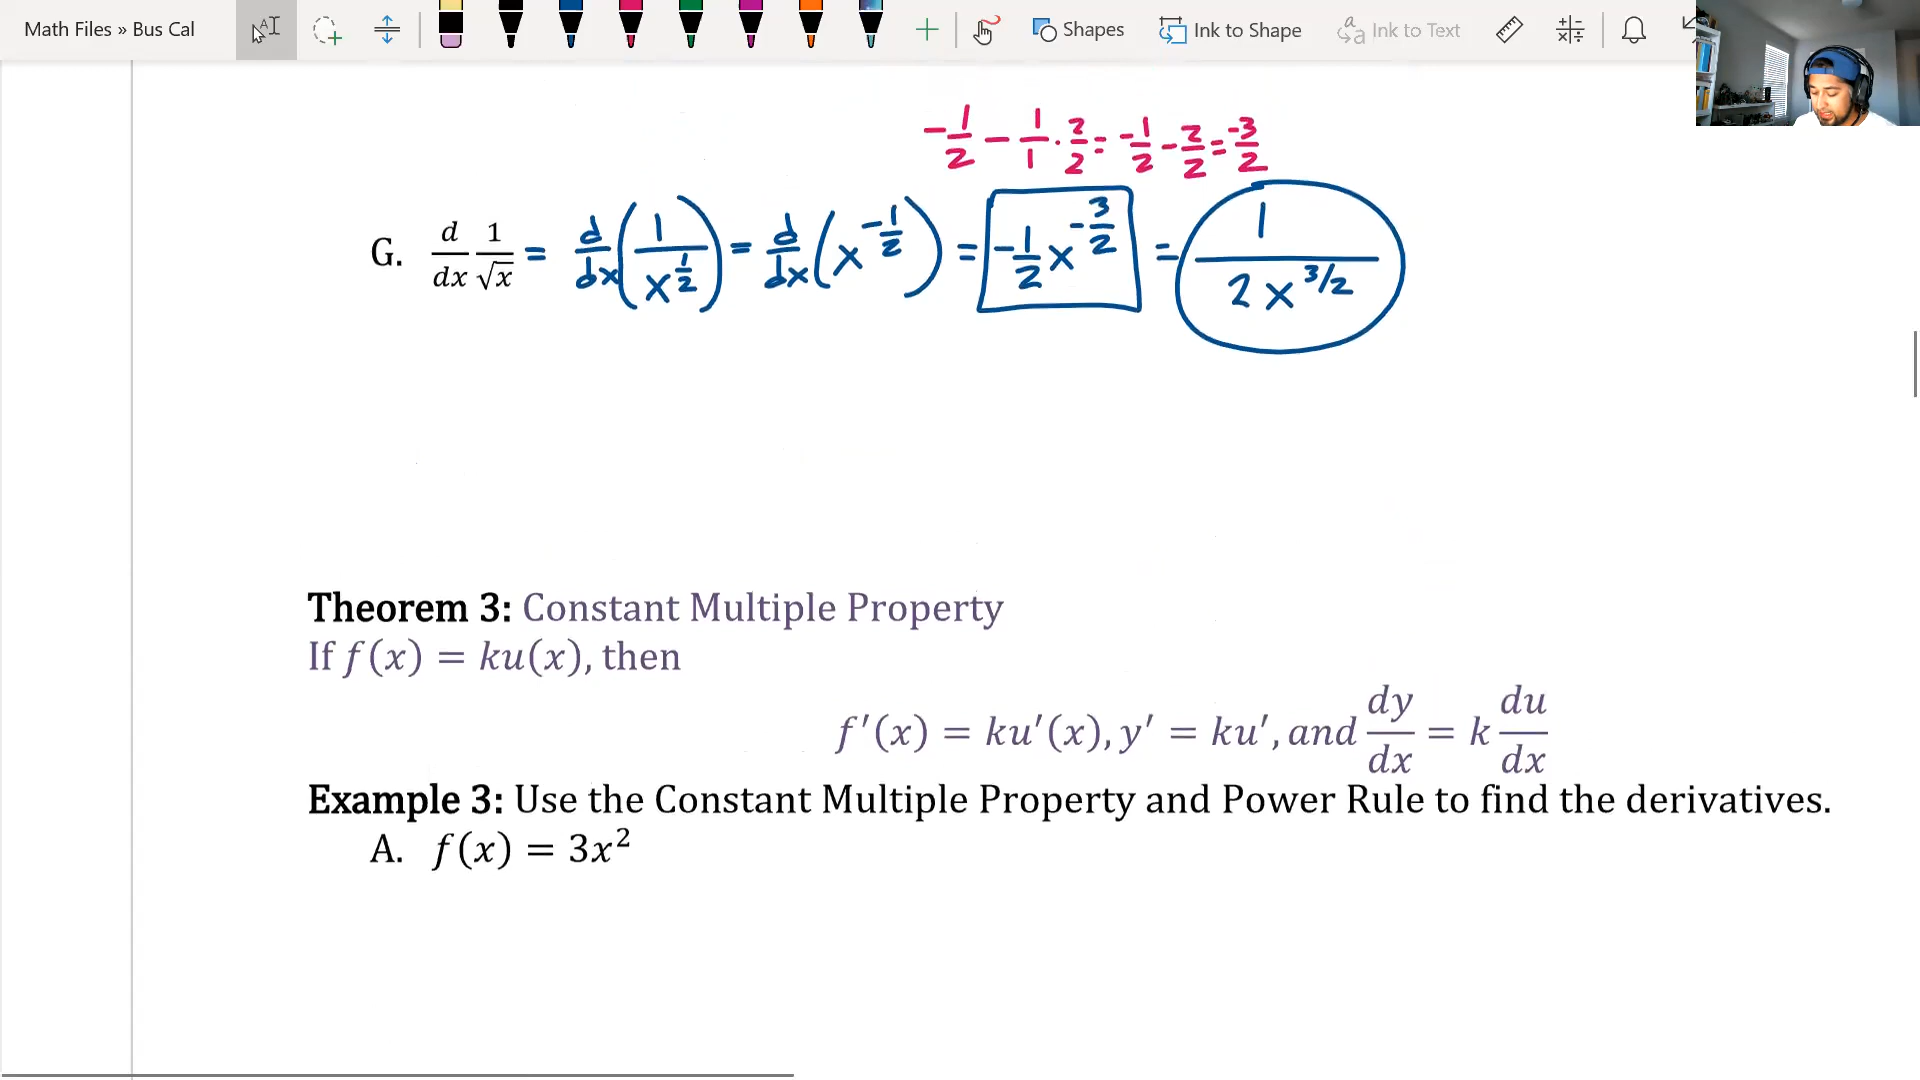 Math Files » Bus Cal Shapes Ink to Shape Ink to Text
-1/2 - 1/1 · 2/2 = -1/2 - 2/2 = -3/2
G. d/dx 1/√x = d/dx (1/x^(1/2)) = d/dx (x^(-1/2)) = -1/2 x^(-3/2) = 1/(2x^(3/2))
Theorem 3: Constant Multiple Property
If f(x) = ku(x), then
f′(x) = ku′(x), y′ = ku′, and dy/dx = k du/dx
Example 3: Use the Constant Multiple Property and Power Rule to find the derivatives.
A. f(x) = 3x²